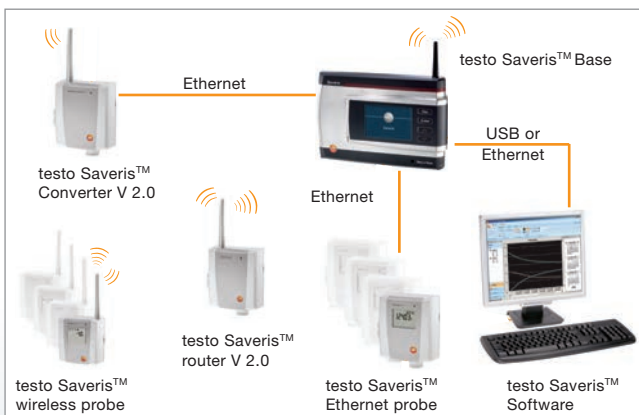 testo Saveris™ Base
Ethernet
USB or
Ethernet
testo Saveris™
Converter V 2.0
Ethernet
testo Saveris™
router V 2.0
testo Saveris™
wireless probe
testo Saveris™
Ethernet probe
testo Saveris™
Software